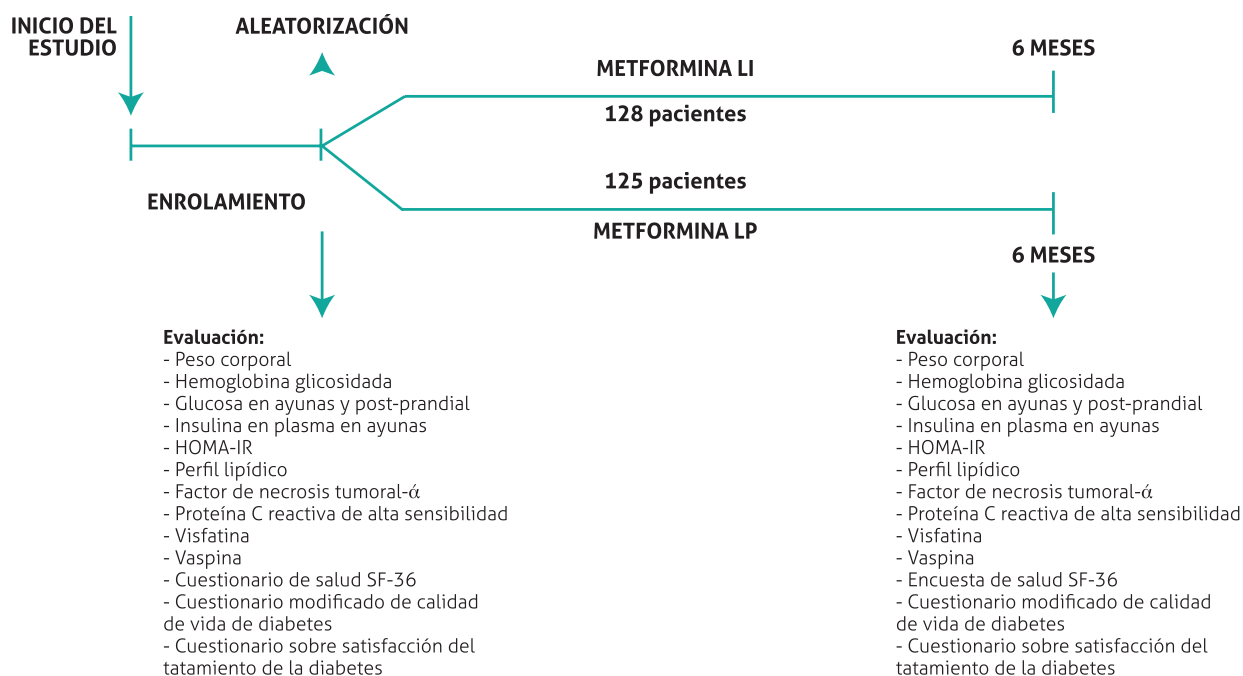 INICIO DEL
ESTUDIO
ALEATORIZACIÓN
6 MESES
METFORMINA LI
128 pacientes
125 pacientes
ENROLAMIENTO
METFORMINA LP
6 MESES
Evaluación:
- Peso corporal
- Hemoglobina glicosidada
- Glucosa en ayunas y post-prandial
- Insulina en plasma en ayunas
- HOMA-IR
- Perfil lipídico
- Factor de necrosis tumoral-ά
- Proteína C reactiva de alta sensibilidad
- Visfatina
- Vaspina
- Cuestionario de salud SF-36
- Cuestionario modificado de calidad
de vida de diabetes
- Cuestionario sobre satisfacción del
tatamiento de la diabetes
Evaluación:
- Peso corporal
- Hemoglobina glicosidada
- Glucosa en ayunas y post-prandial
- Insulina en plasma en ayunas
- HOMA-IR
- Perfil lipídico
- Factor de necrosis tumoral-ά
- Proteína C reactiva de alta sensibilidad
- Visfatina
- Vaspina
- Encuesta de salud SF-36
- Cuestionario modificado de calidad
de vida de diabetes
- Cuestionario sobre satisfacción del
tatamiento de la diabetes